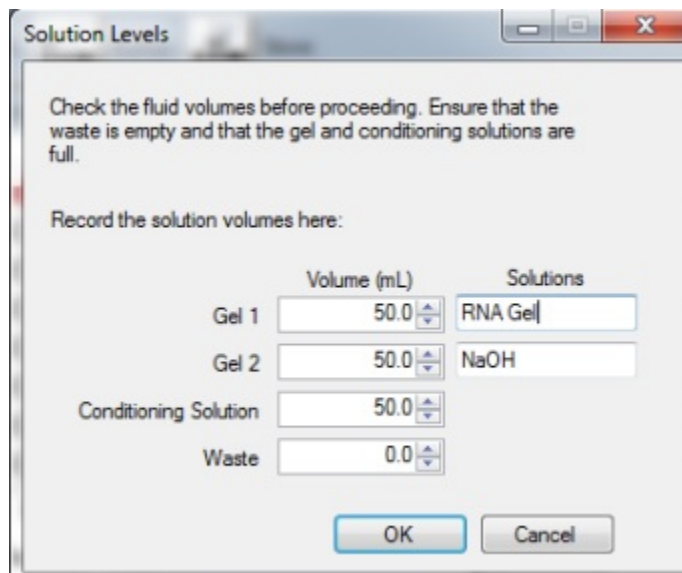 Solution Levels
Check the fluid volumes before proceeding. Ensure that the
waste is empty and that the gel and conditioning solutions are
full.
Record the solution volumes here:
Volume (mL) Solutions
Gel 1 50.0 RNA Gel
Gel 2 50.0 NaOH
Conditioning Solution 50.0
Waste 0.0
OK Cancel